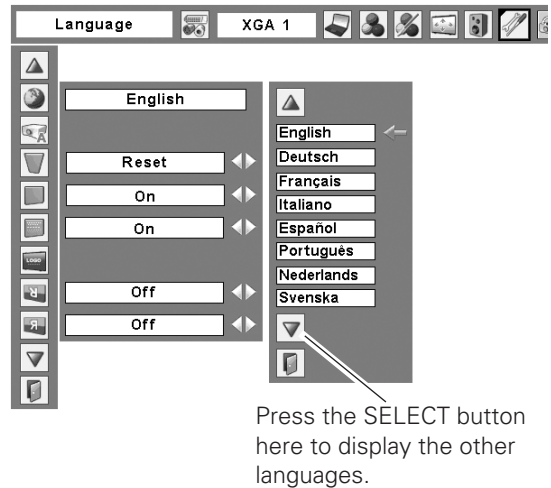 Language
XGA 1
English
Reset
On
On
Off
Off
English
Deutsch
Français
Italiano
Español
Português
Nederlands
Svenska
Press the SELECT button
here to display the other
languages.